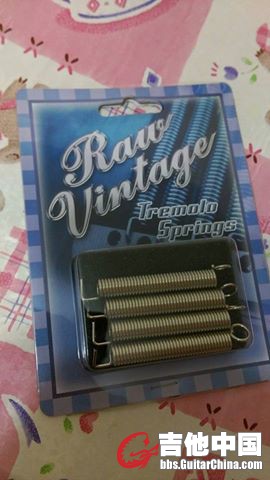 Raw
Vintage
Tremolo
Springs
吉他中国
bbs.GuitarChina.com